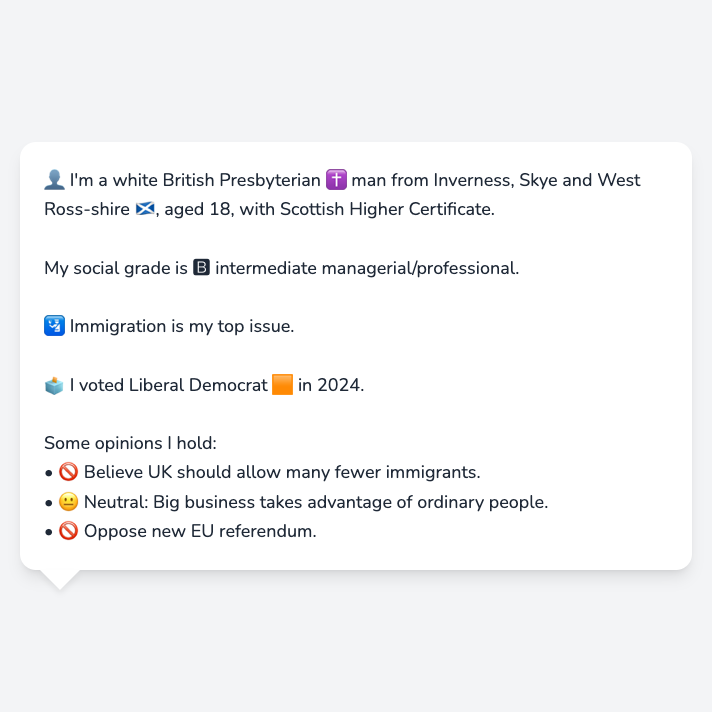 👤 I'm a white British Presbyterian ✝️ man from Inverness, Skye and West
Ross-shire 🏴󠁧󠁢󠁳󠁣󠁴󠁿, aged 18, with Scottish Higher Certificate.
My social grade is 🅱 intermediate managerial/professional.
🛂 Immigration is my top issue.
🗳️ I voted Liberal Democrat 🟧 in 2024.
Some opinions I hold:
• 🚫 Believe UK should allow many fewer immigrants.
• 😐 Neutral: Big business takes advantage of ordinary people.
• 🚫 Oppose new EU referendum.